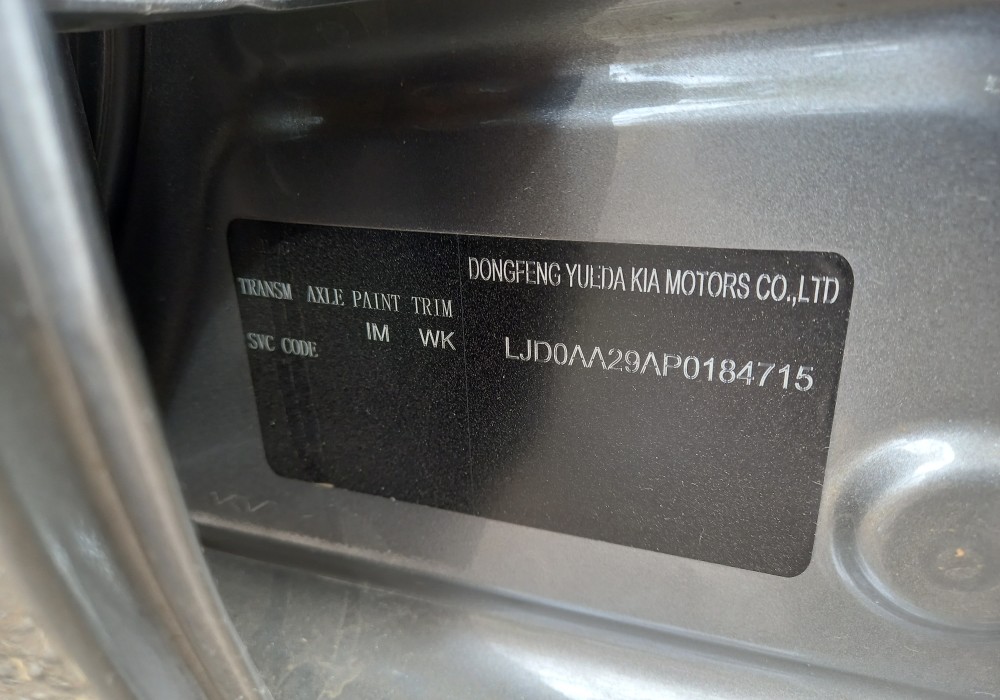 TRANSM AXLE PAINT TRIM
IM WK
SVC CODE
DONGFENG YUEDA KIA MOTORS CO.,LTD
LJD0AA29AP0184715